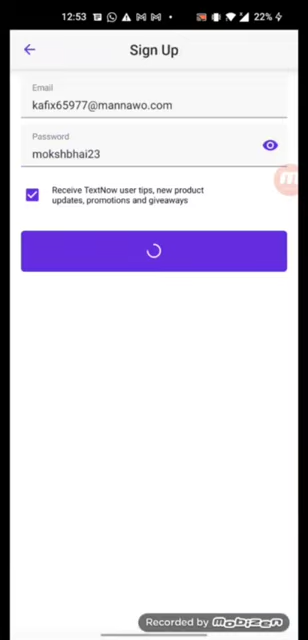 12:53 22%
Sign Up
Email
kafix65977@mannawo.com
Password
mokshbhai23
Receive TextNow user tips, new product
updates, promotions and giveaways
Recorded by mobizen